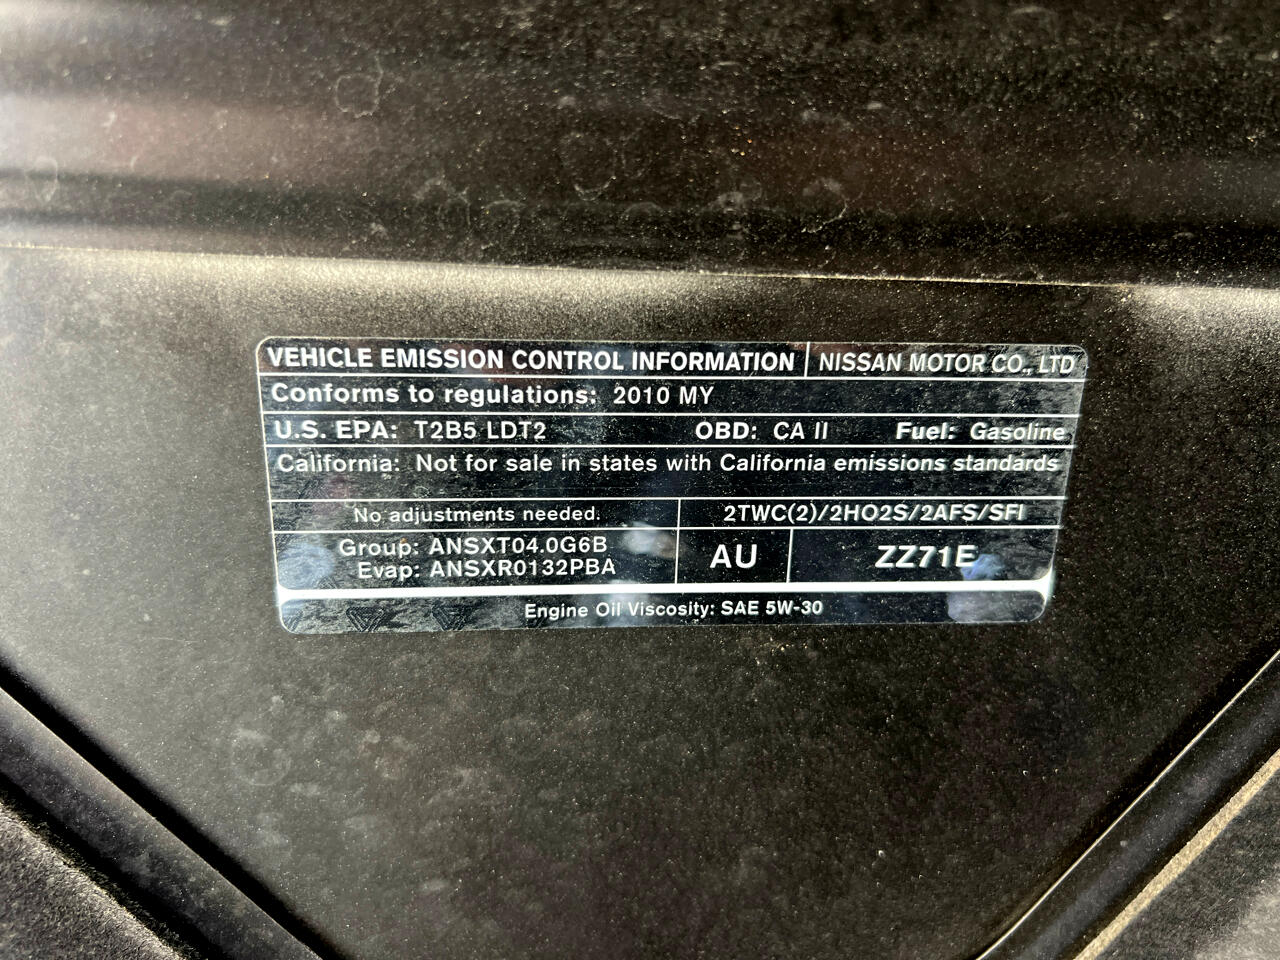 VEHICLE EMISSION CONTROL INFORMATION NISSAN MOTOR CO., LTD
Conforms to regulations: 2010 MY
U.S. EPA: T2B5 LDT2 OBD: CA II Fuel: Gasoline
California: Not for sale in states with California emissions standards
No adjustments needed. 2TWC(2)/2HO2S/2AFS/SFI
Group: ANSXT04.0G6B
Evap: ANSXR0132PBA
AU ZZ71E
Engine Oil Viscosity: SAE 5W-30